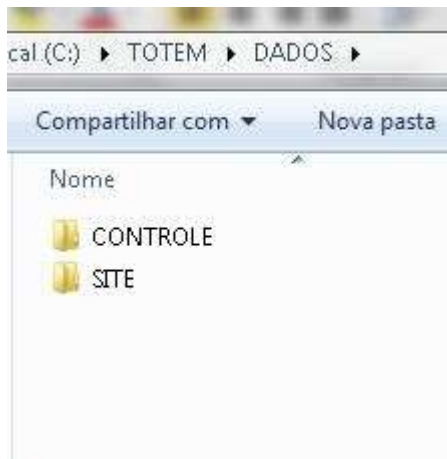 cal (C:) ▸ TOTEM ▸ DADOS ▸
Compartilhar com ▾ Nova pasta
Nome
CONTROLE
SITE